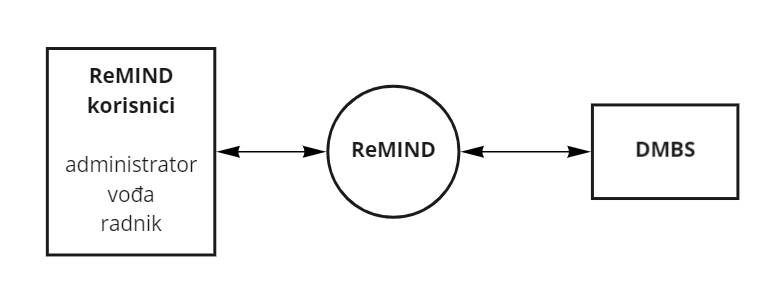 ReMIND
korisnici
administrator
vođa
radnik
ReMIND
DMBS